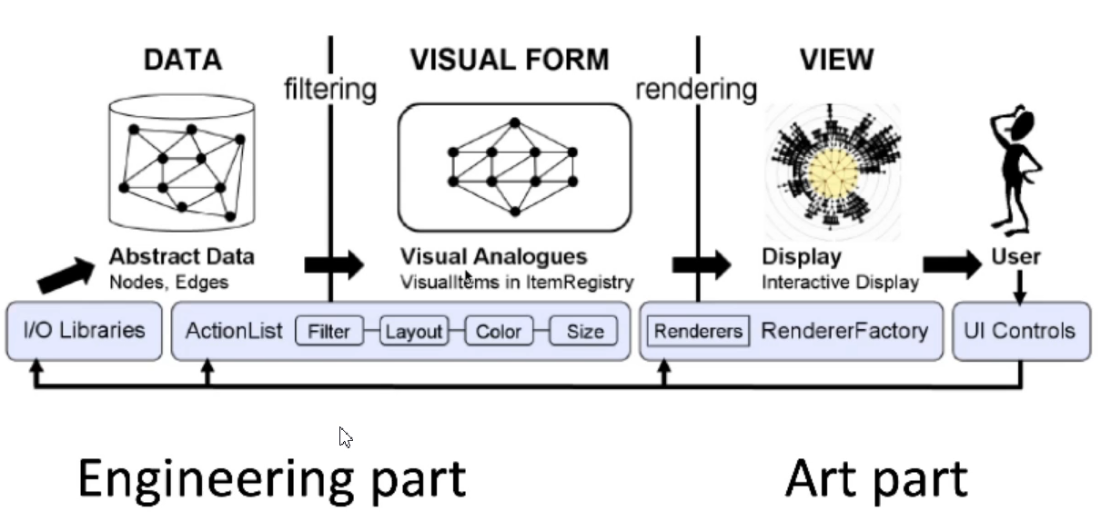 DATA
VISUAL FORM
VIEW
filtering
rendering
Abstract Data
Nodes, Edges
Visual Analogues
VisualItems in ItemRegistry
Display
Interactive Display
User
I/O Libraries
ActionList
Filter
Layout
Color
Size
Renderers
RendererFactory
UI Controls
Engineering part
Art part